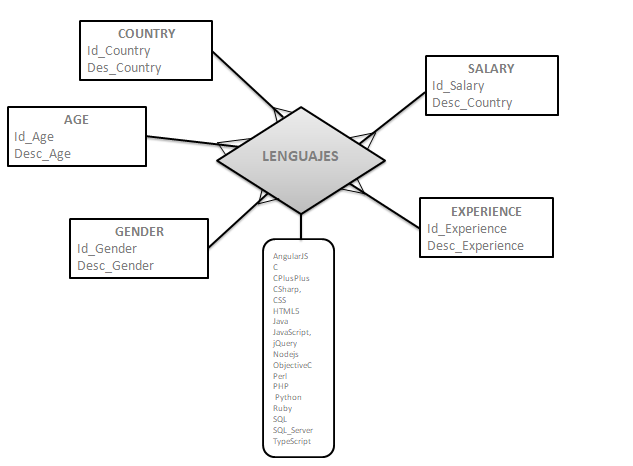 COUNTRY
Id_Country
Des_Country
SALARY
Id_Salary
Desc_Country
AGE
Id_Age
Desc_Age
LENGUAJES
GENDER
Id_Gender
Desc_Gender
EXPERIENCE
Id_Experience
Desc_Experience
AngularJS
C
CPlusPlus
CSharp,
CSS
HTML5
Java
JavaScript,
jQuery
Nodejs
ObjectiveC
Perl
PHP
Python
Ruby
SQL
SQL_Server
TypeScript